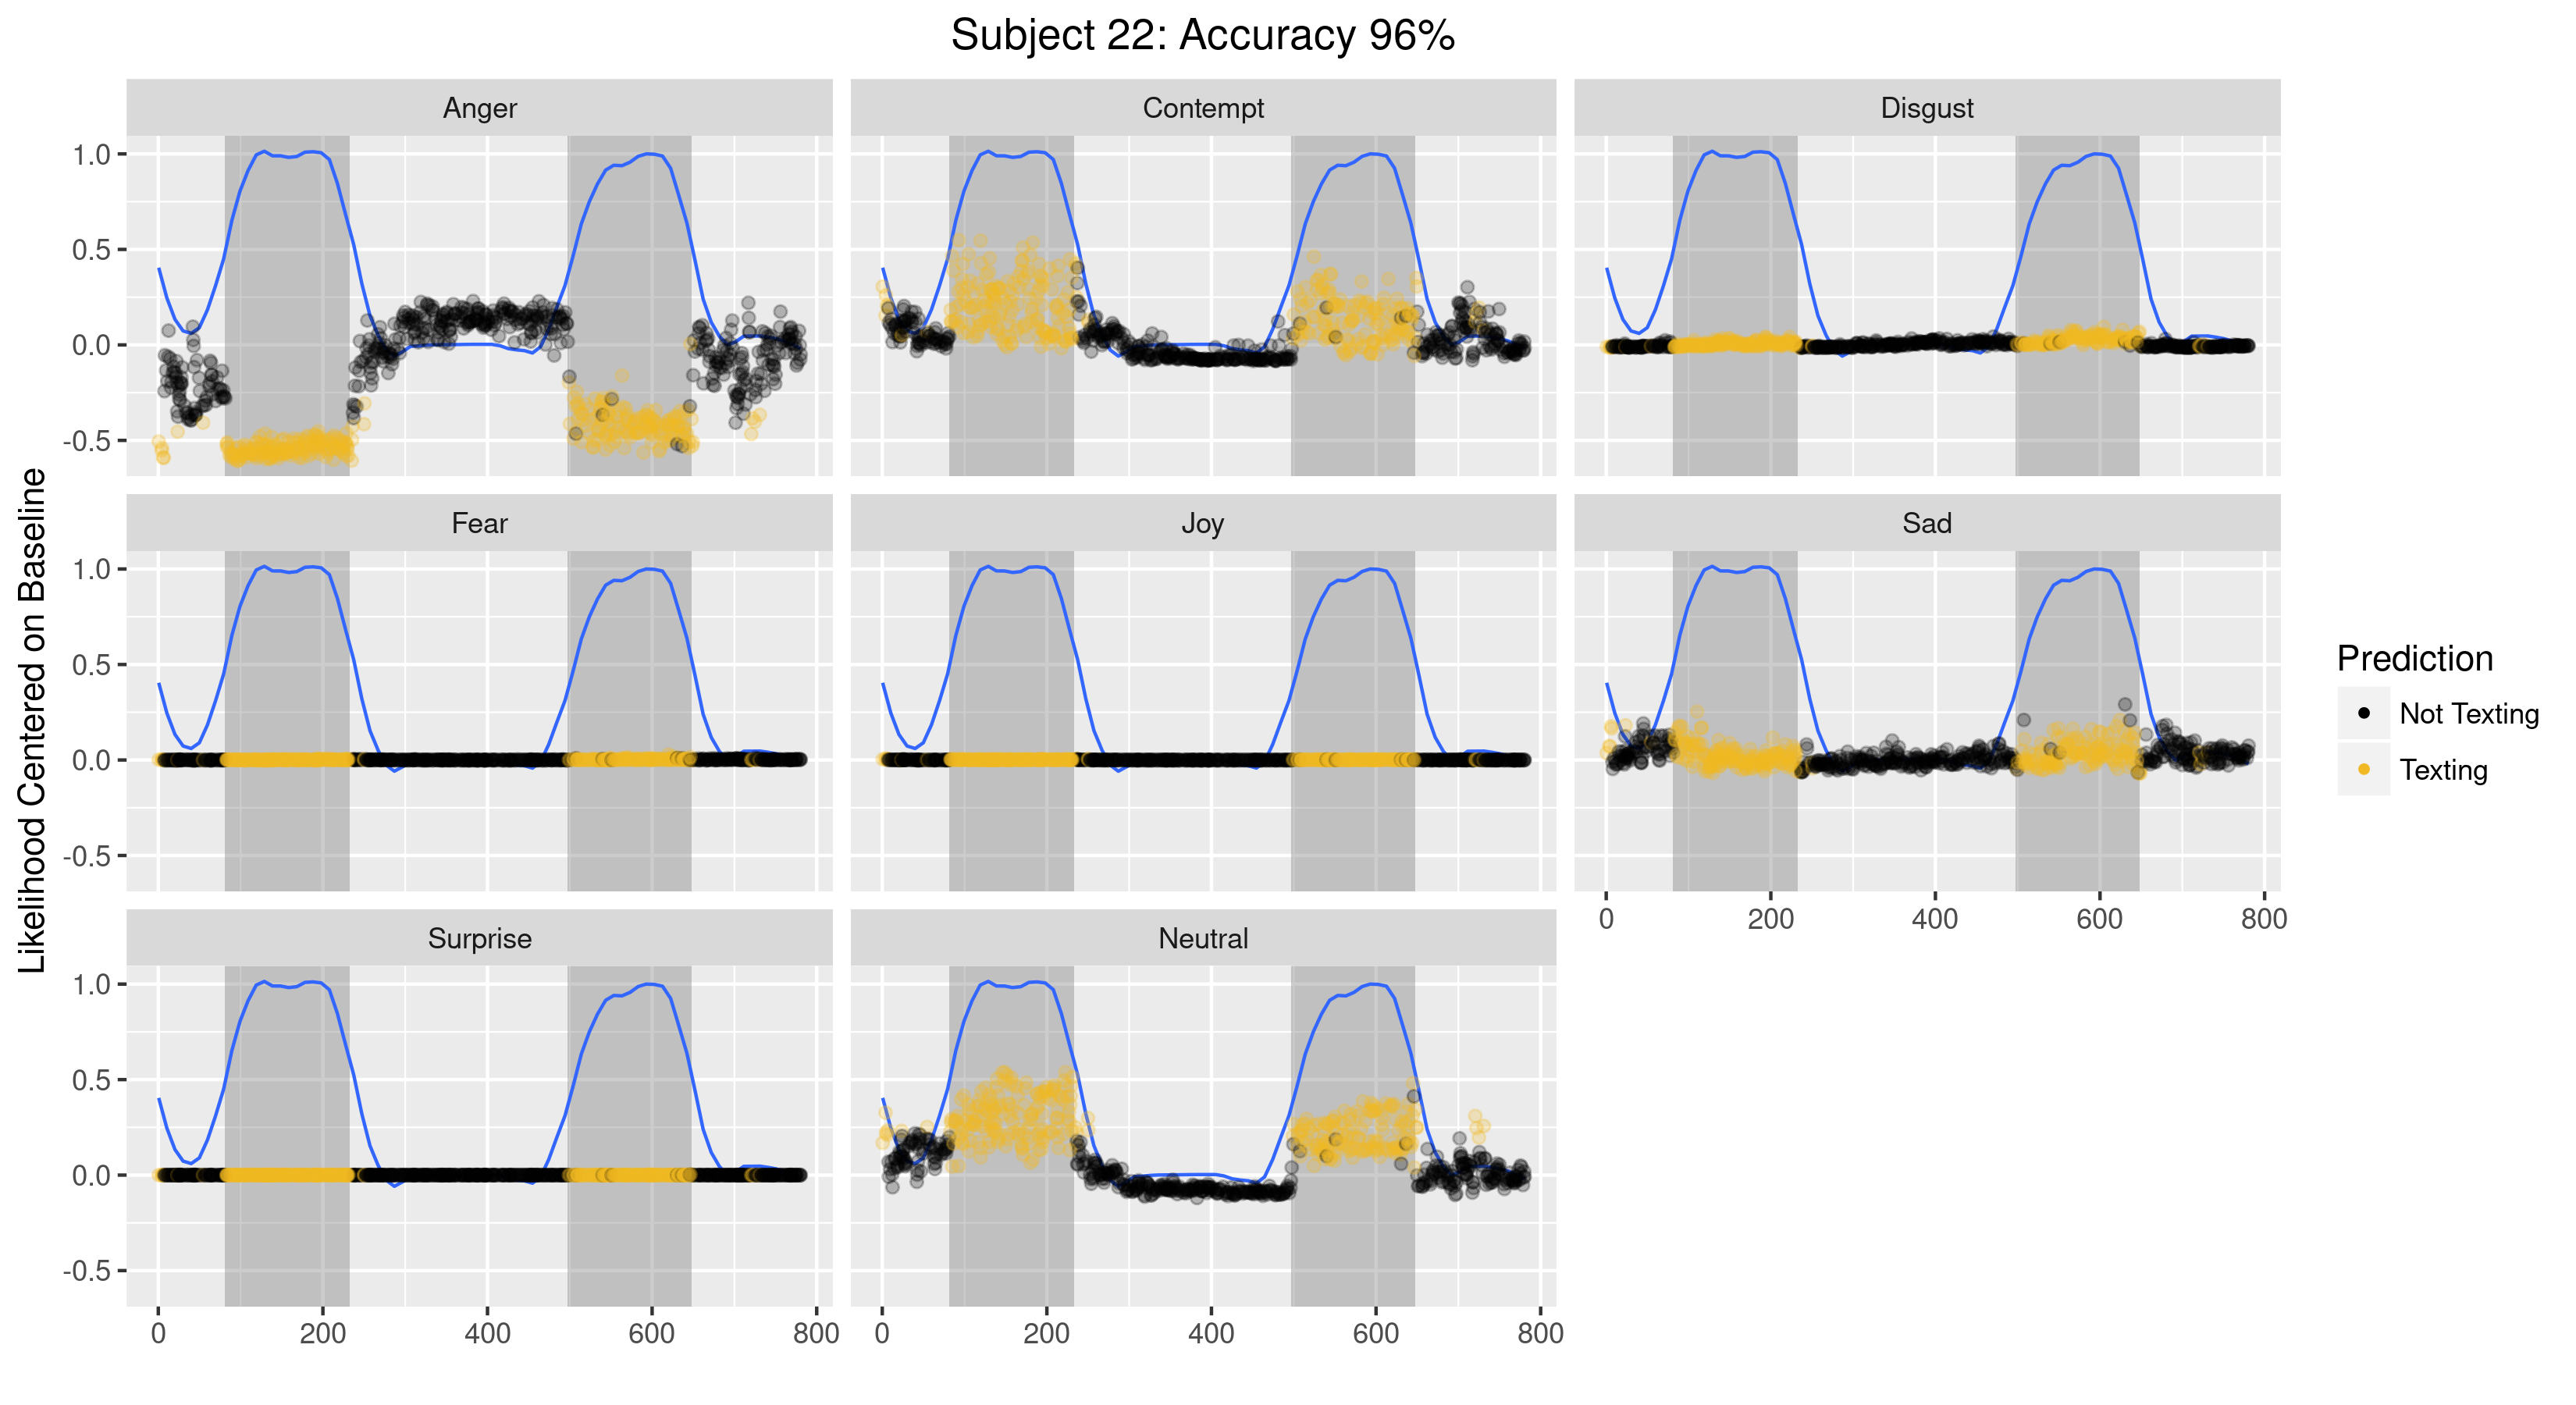 Subject 22: Accuracy 96%
Anger
Contempt
Disgust
1.0
0.5
0.0
-0.5
Fear
Joy
Sad
1.0
0.5
0.0
-0.5
0 200 400 600 800
Surprise
Neutral
1.0
0.5
0.0
-0.5
0 200 400 600 800
0 200 400 600 800
Likelihood Centered on Baseline
Prediction
Not Texting
Texting